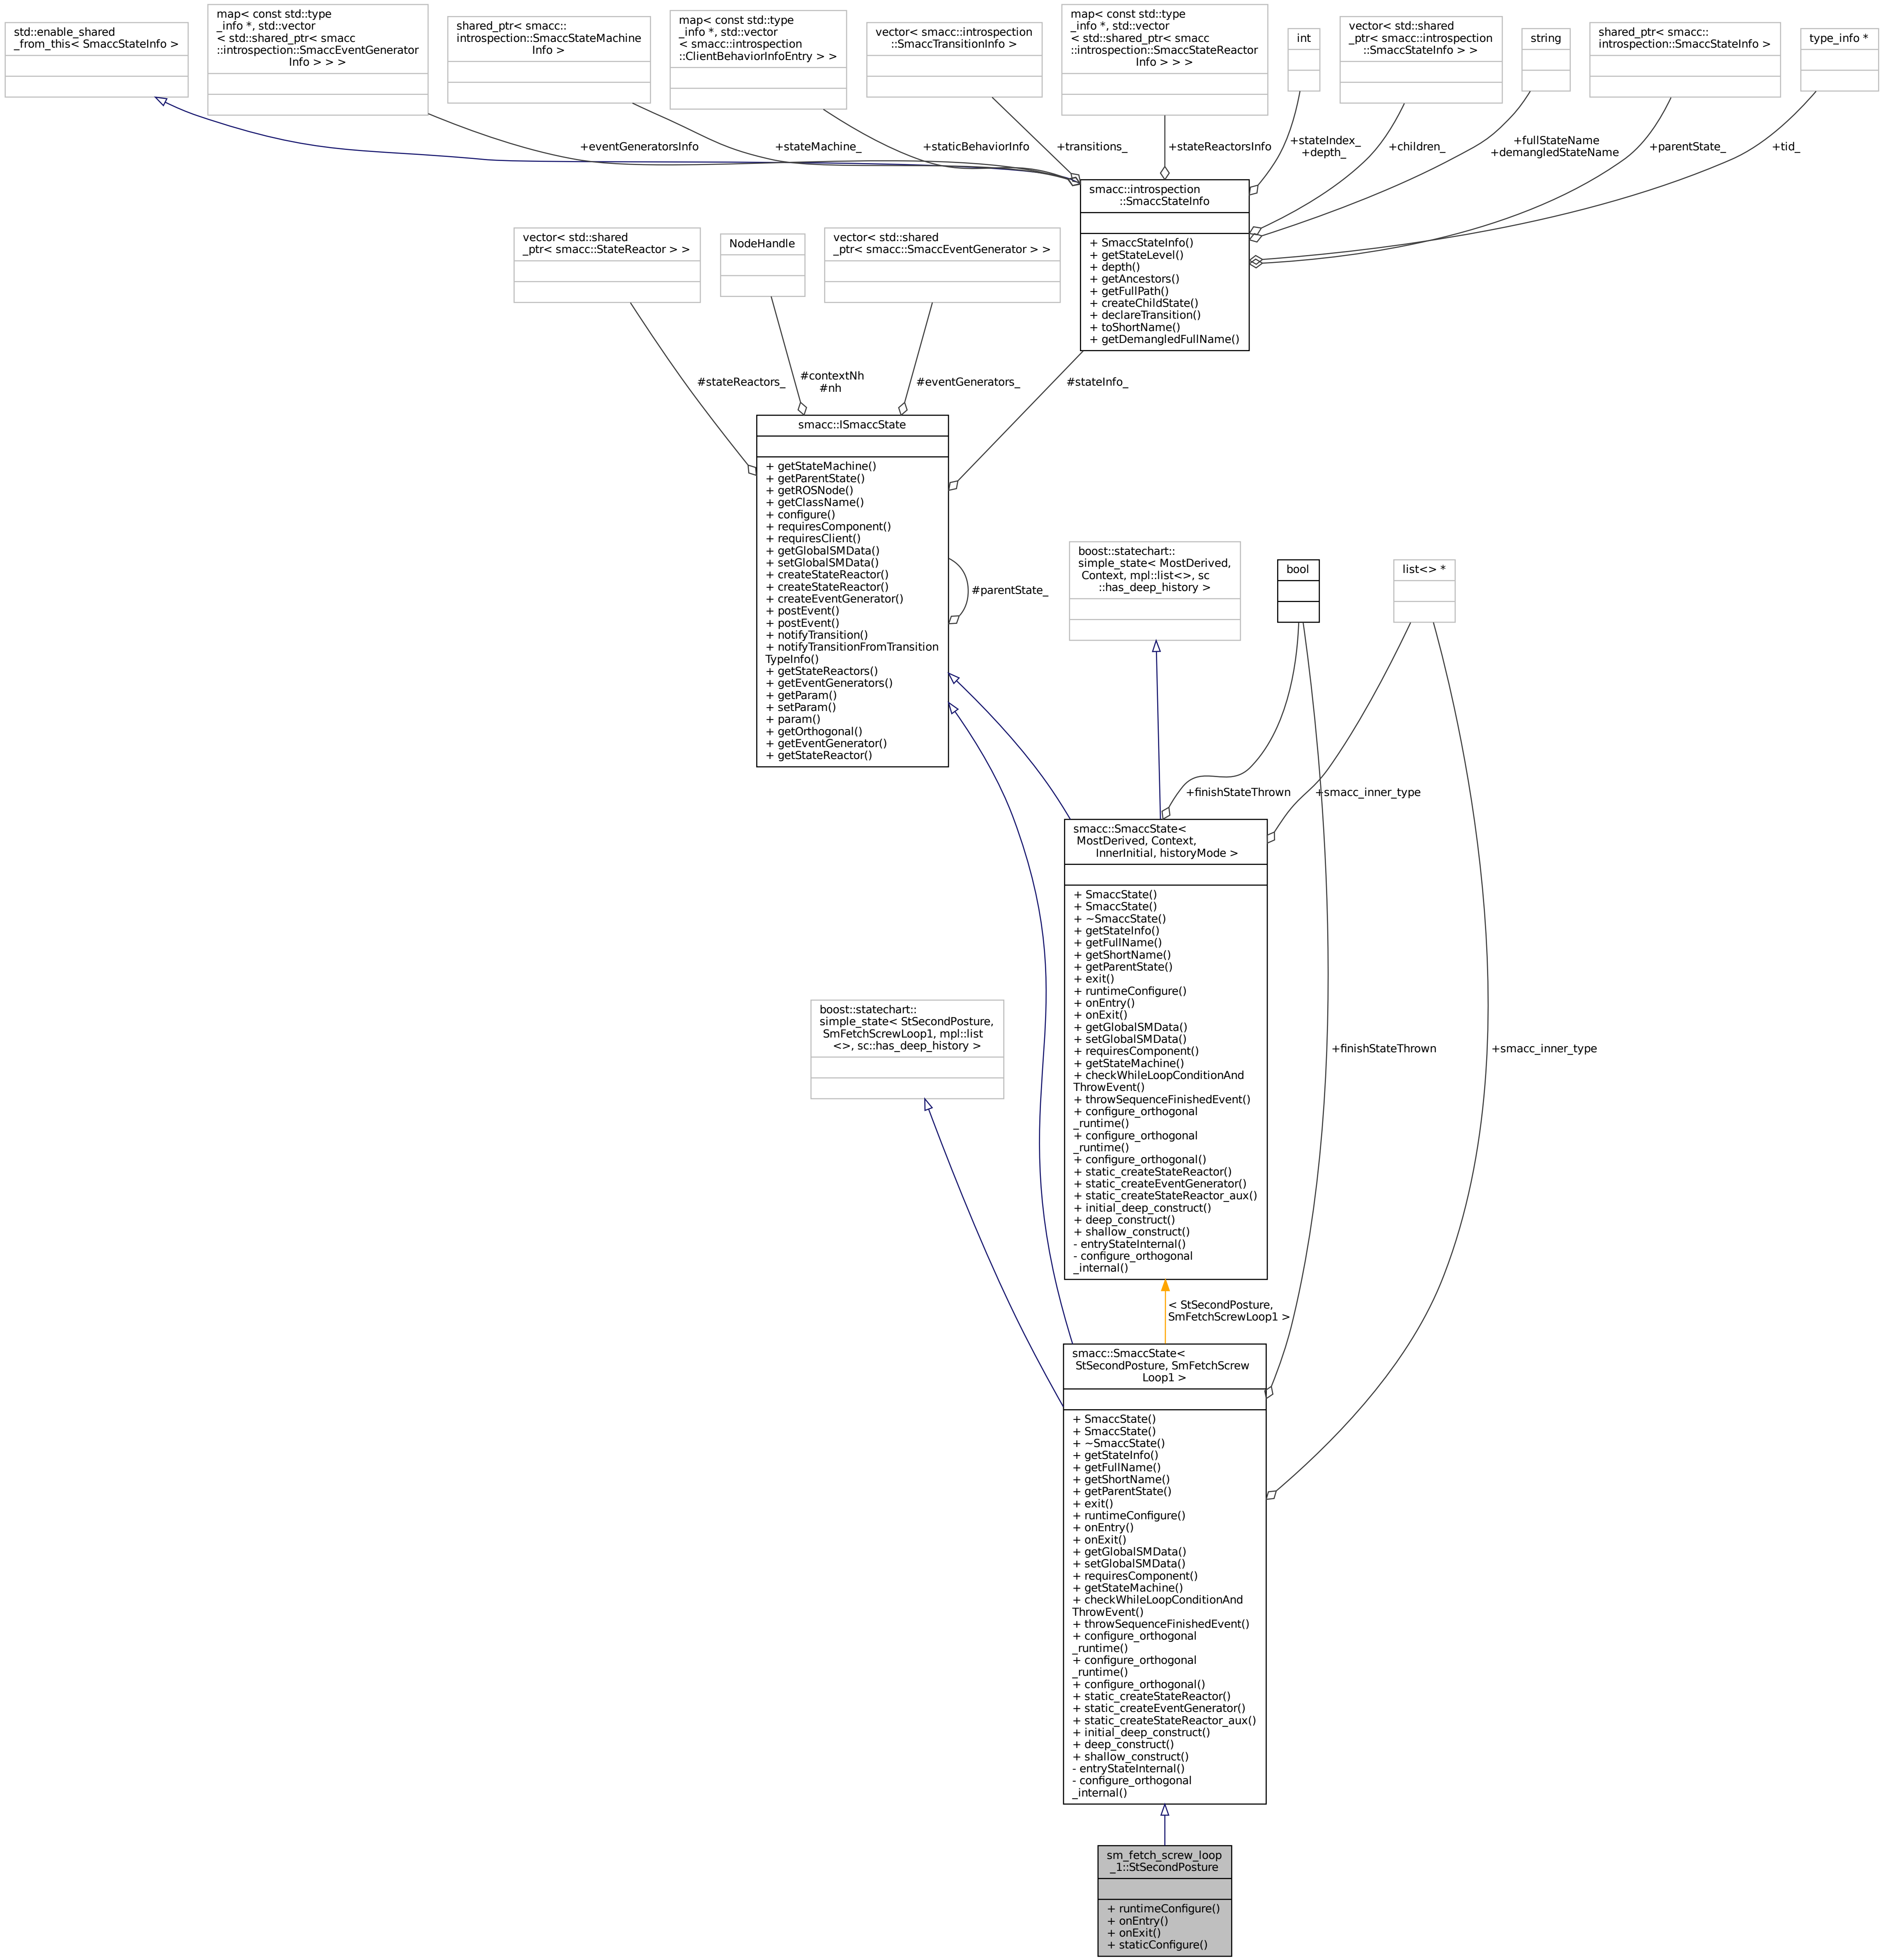 std::enable_shared
_from_this< SmaccStateInfo >
map< const std::type
_info *, std::vector
< std::shared_ptr< smacc
::introspection::SmaccEventGenerator
Info > > >
shared_ptr< smacc::
introspection::SmaccStateMachine
Info >
map< const std::type
_info *, std::vector
< smacc::introspection
::ClientBehaviorInfoEntry > >
vector< smacc::introspection
::SmaccTransitionInfo >
map< const std::type
_info *, std::vector
< std::shared_ptr< smacc
::introspection::SmaccStateReactor
Info > > >
int
vector< std::shared
_ptr< smacc::introspection
::SmaccStateInfo > >
string
shared_ptr< smacc::
introspection::SmaccStateInfo >
type_info *
+eventGeneratorsInfo
+stateMachine_
+staticBehaviorInfo
+transitions_
+stateReactorsInfo
+stateIndex_
+depth_
+children_
+fullStateName
+demangledStateName
+parentState_
+tid_
smacc::introspection
::SmaccStateInfo
+ SmaccStateInfo()
+ getStateLevel()
+ depth()
+ getAncestors()
+ getFullPath()
+ createChildState()
+ declareTransition()
+ toShortName()
+ getDemangledFullName()
vector< std::shared
_ptr< smacc::StateReactor > >
NodeHandle
vector< std::shared
_ptr< smacc::SmaccEventGenerator > >
#stateReactors_
#contextNh
#nh
#eventGenerators_
#stateInfo_
smacc::ISmaccState
+ getStateMachine()
+ getParentState()
+ getROSNode()
+ getClassName()
+ configure()
+ requiresComponent()
+ requiresClient()
+ getGlobalSMData()
+ setGlobalSMData()
+ createStateReactor()
+ createStateReactor()
+ createEventGenerator()
+ postEvent()
+ postEvent()
+ notifyTransition()
+ notifyTransitionFromTransition
TypeInfo()
+ getStateReactors()
+ getEventGenerators()
+ getParam()
+ setParam()
+ param()
+ getOrthogonal()
+ getEventGenerator()
+ getStateReactor()
#parentState_
boost::statechart::
simple_state< MostDerived,
Context, mpl::list<>, sc
::has_deep_history >
bool
list<> *
+finishStateThrown
+smacc_inner_type
smacc::SmaccState<
MostDerived, Context,
InnerInitial, historyMode >
+ SmaccState()
+ SmaccState()
+ ~SmaccState()
+ getStateInfo()
+ getFullName()
+ getShortName()
+ getParentState()
+ exit()
+ runtimeConfigure()
+ onEntry()
+ onExit()
+ getGlobalSMData()
+ setGlobalSMData()
+ requiresComponent()
+ getStateMachine()
+ checkWhileLoopConditionAnd
ThrowEvent()
+ throwSequenceFinishedEvent()
+ configure_orthogonal
_runtime()
+ configure_orthogonal
_runtime()
+ configure_orthogonal()
+ static_createStateReactor()
+ static_createEventGenerator()
+ static_createStateReactor_aux()
+ initial_deep_construct()
+ deep_construct()
+ shallow_construct()
- entryStateInternal()
- configure_orthogonal
_internal()
boost::statechart::
simple_state< StSecondPosture,
SmFetchScrewLoop1, mpl::list
<>, sc::has_deep_history >
+finishStateThrown
+smacc_inner_type
< StSecondPosture,
SmFetchScrewLoop1 >
smacc::SmaccState<
StSecondPosture, SmFetchScrew
Loop1 >
+ SmaccState()
+ SmaccState()
+ ~SmaccState()
+ getStateInfo()
+ getFullName()
+ getShortName()
+ getParentState()
+ exit()
+ runtimeConfigure()
+ onEntry()
+ onExit()
+ getGlobalSMData()
+ setGlobalSMData()
+ requiresComponent()
+ getStateMachine()
+ checkWhileLoopConditionAnd
ThrowEvent()
+ throwSequenceFinishedEvent()
+ configure_orthogonal
_runtime()
+ configure_orthogonal
_runtime()
+ configure_orthogonal()
+ static_createStateReactor()
+ static_createEventGenerator()
+ static_createStateReactor_aux()
+ initial_deep_construct()
+ deep_construct()
+ shallow_construct()
- entryStateInternal()
- configure_orthogonal
_internal()
sm_fetch_screw_loop
_1::StSecondPosture
+ runtimeConfigure()
+ onEntry()
+ onExit()
+ staticConfigure()